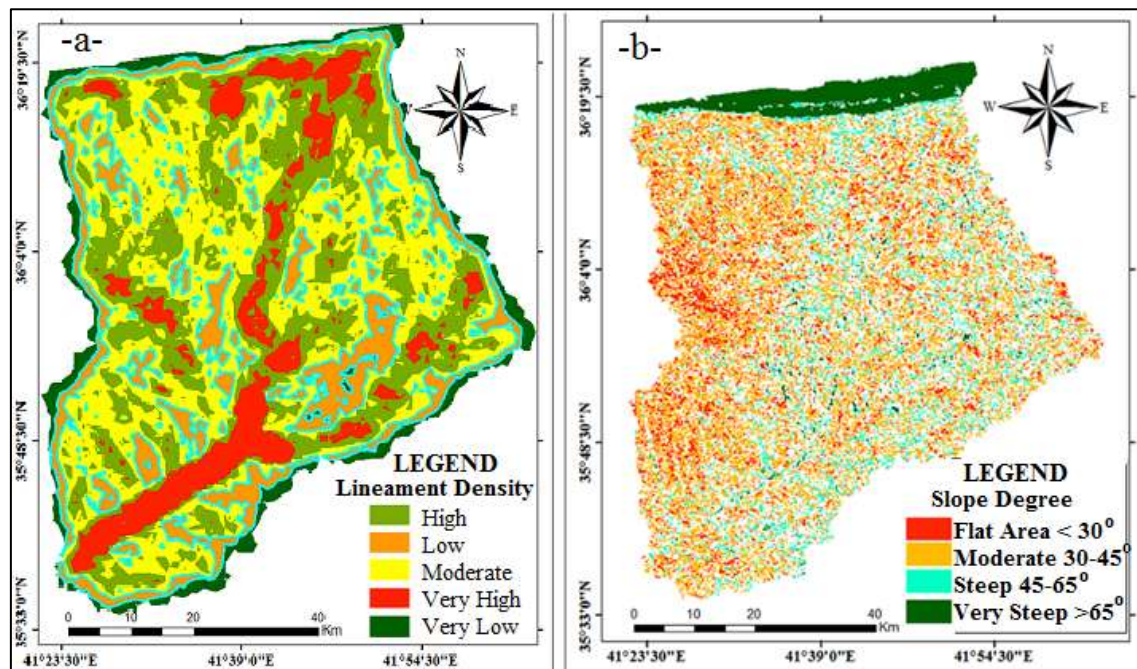 -a-
N
E
S
36°19'30"N
36°4'0"N
35°48'30"N
35°33'0"N
LEGEND
Lineament Density
High
Low
Moderate
Very High
Very Low
0 10 20 40
Km
41°23'30"E 41°39'0"E 41°54'30"E
-b-
N
W E
S
36°19'30"N
36°4'0"N
35°48'30"N
35°33'0"N
LEGEND
Slope Degree
Flat Area < 30°
Moderate 30-45°
Steep 45-65°
Very Steep >65°
0 10 20 40
Km
41°23'30"E 41°39'0"E 41°54'30"E